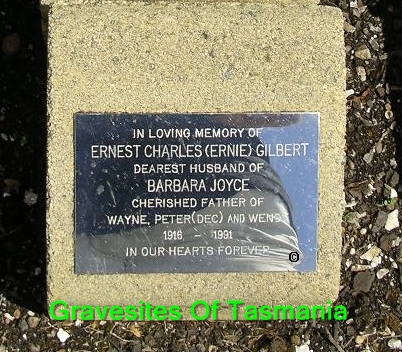 IN LOVING MEMORY OF
ERNEST CHARLES (ERNIE) GILBERT
DEAREST HUSBAND OF
BARBARA JOYCE
CHERISHED FATHER OF
WAYNE, PETER (DEC) AND
1916 - 1991
IN OUR HEARTS FOREVER
©
Gravesites Of Tasmania